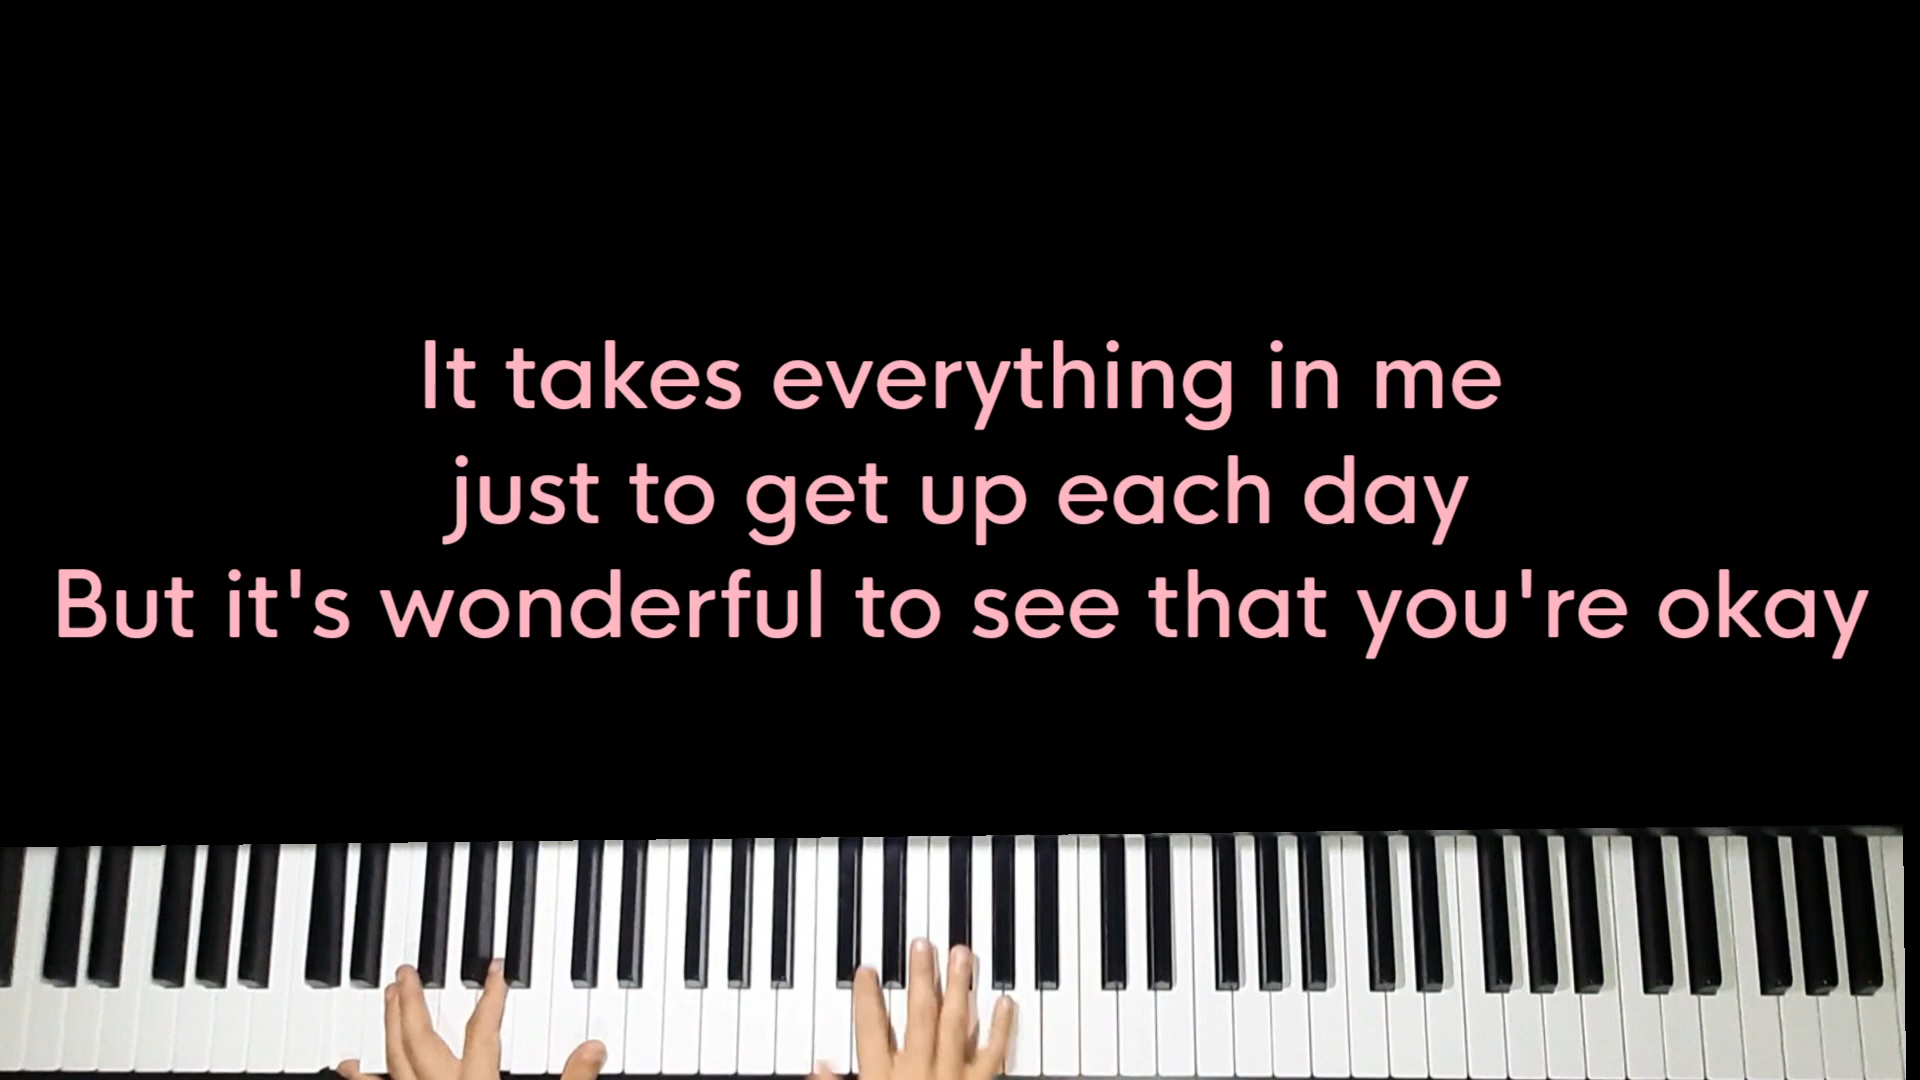 It takes everything in me
just to get up each day
But it's wonderful to see that you're okay